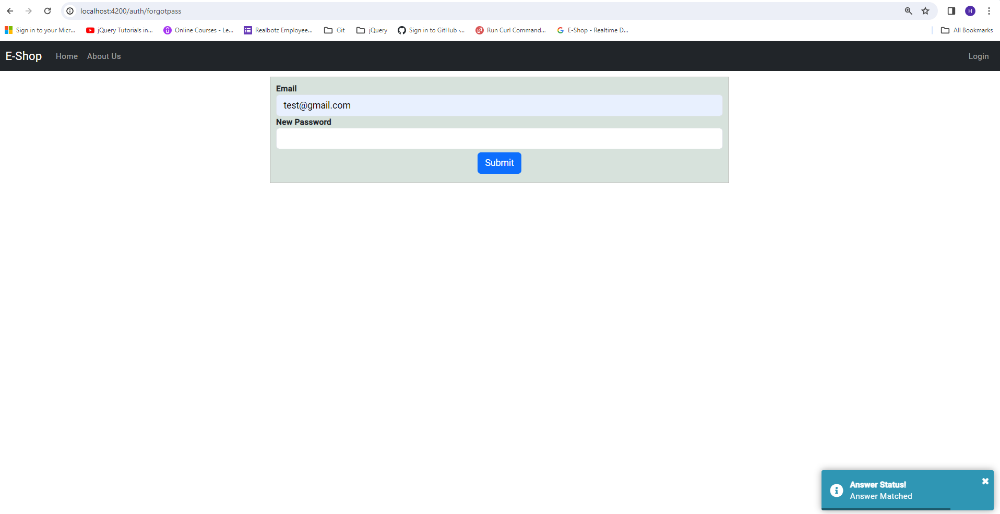 localhost:4200/auth/forgotpass
Sign in to your Micr... jQuery Tutorials in... Online Courses - Le... Realbotz Employee... Git jQuery Sign in to GitHub ·... Run Curl Command... E-Shop - Realtime D... All Bookmarks
H
E-Shop Home About Us Login
Email
test@gmail.com
New Password
Submit
Answer Status!
Answer Matched